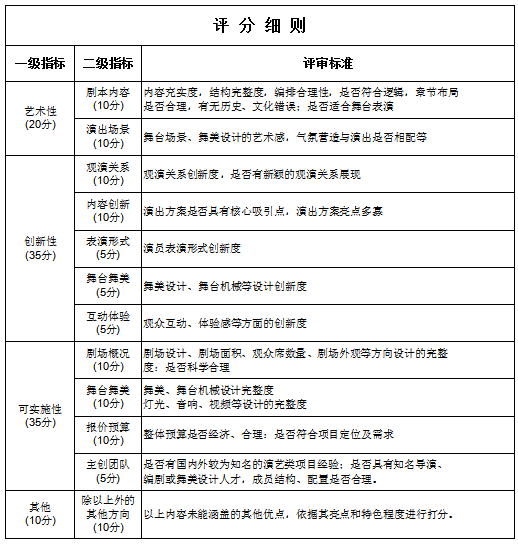 评 分 细 则
一级指标 二级指标 评审标准
艺术性
(20分)
剧本内容
(10分)
内容充实度，结构完整度，编排合理性，是否符合逻辑，章节布局
是否合理，有无历史、文化错误；是否适合舞台表演
演出场景
(10分)
舞台场景、舞美设计的艺术感，气氛营造与演出是否相配等
创新性
(35分)
观演关系
(10分)
观演关系创新度，是否有新颖的观演关系展现
内容创新
(10分)
演出方案是否具有核心吸引点，演出方案亮点多寡
表演形式
(5分)
演员表演形式创新度
舞台舞美
(5分)
舞美设计、舞台机械等设计创新度
互动体验
(5分)
观众互动、体验感等方面的创新度
可实施性
(35分)
剧场概况
(10分)
剧场设计、剧场面积、观众席数量、剧场外观等方向设计的完整
度；是否科学合理
舞台舞美
(10分)
舞美、舞台机械设计完整度
灯光、音响、视频等设计的完整度
报价预算
(10分)
整体预算是否经济、合理；是否符合项目定位及需求
主创团队
(5分)
是否有国内外较为知名的演艺类项目经验；是否具有知名导演、
编剧或舞美设计人才，成员结构、配置是否合理。
其他
(10分)
除以上外的
其他方向
(10分)
以上内容未能涵盖的其他优点，依据其亮点和特色程度进行打分。